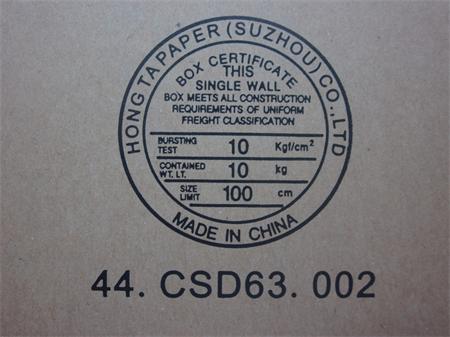 HONG TA PAPER (SUZHOU) CO.,LTD
BOX CERTIFICATE
THIS
SINGLE WALL
BOX MEETS ALL CONSTRUCTION
REQUIREMENTS OF UNIFORM
FREIGHT CLASSIFICATION
BURSTING TEST 10 Kgf/cm²
CONTAINED WT. LT. 10 kg
SIZE LIMIT 100 cm
MADE IN CHINA
44. CSD63. 002